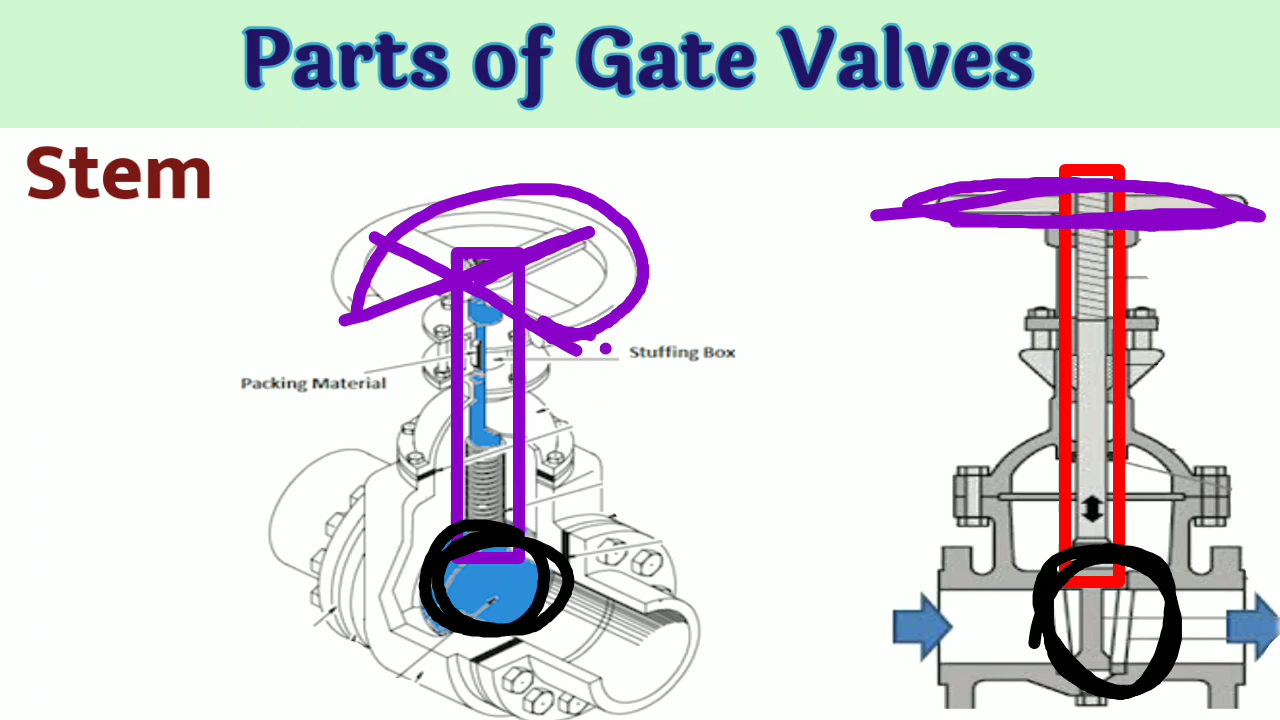 Parts of Gate Valves
Stem
Stuffing Box
Packing Material